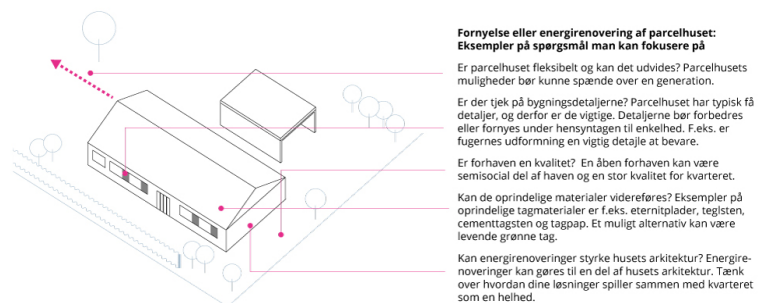 Fornyelse eller energirenovering af parcelhuset:
Eksempler på spørgsmål man kan fokusere på
Er parcelhuset fleksibelt og kan det udvides? Parcelhusets
muligheder bør kunne spænde over en generation.
Er der tjek på bygningsdetaljerne? Parcelhuset har typisk få
detaljer, og derfor er de vigtige. Detaljerne bør forbedres
eller fornyes under hensyntagen til enkelhed. F.eks. er
fugernes udformning en vigtig detalje at bevare.
Er forhaven en kvalitet? En åben forhaven kan være
semisocial del af haven og en stor kvalitet for kvarteret.
Kan de oprindelige materialer videreføres? Eksempler på
oprindelige tagmaterialer er f.eks. eternitplader, teglsten,
cementtagsten og tagpap. Et muligt alternativ kan være
levende grønne tag.
Kan energirenoveringer styrke husets arkitektur? Energire-
noveringer kan gøres til en del af husets arkitektur. Tænk
over hvordan dine løsninger spiller sammen med kvarteret
som en helhed.